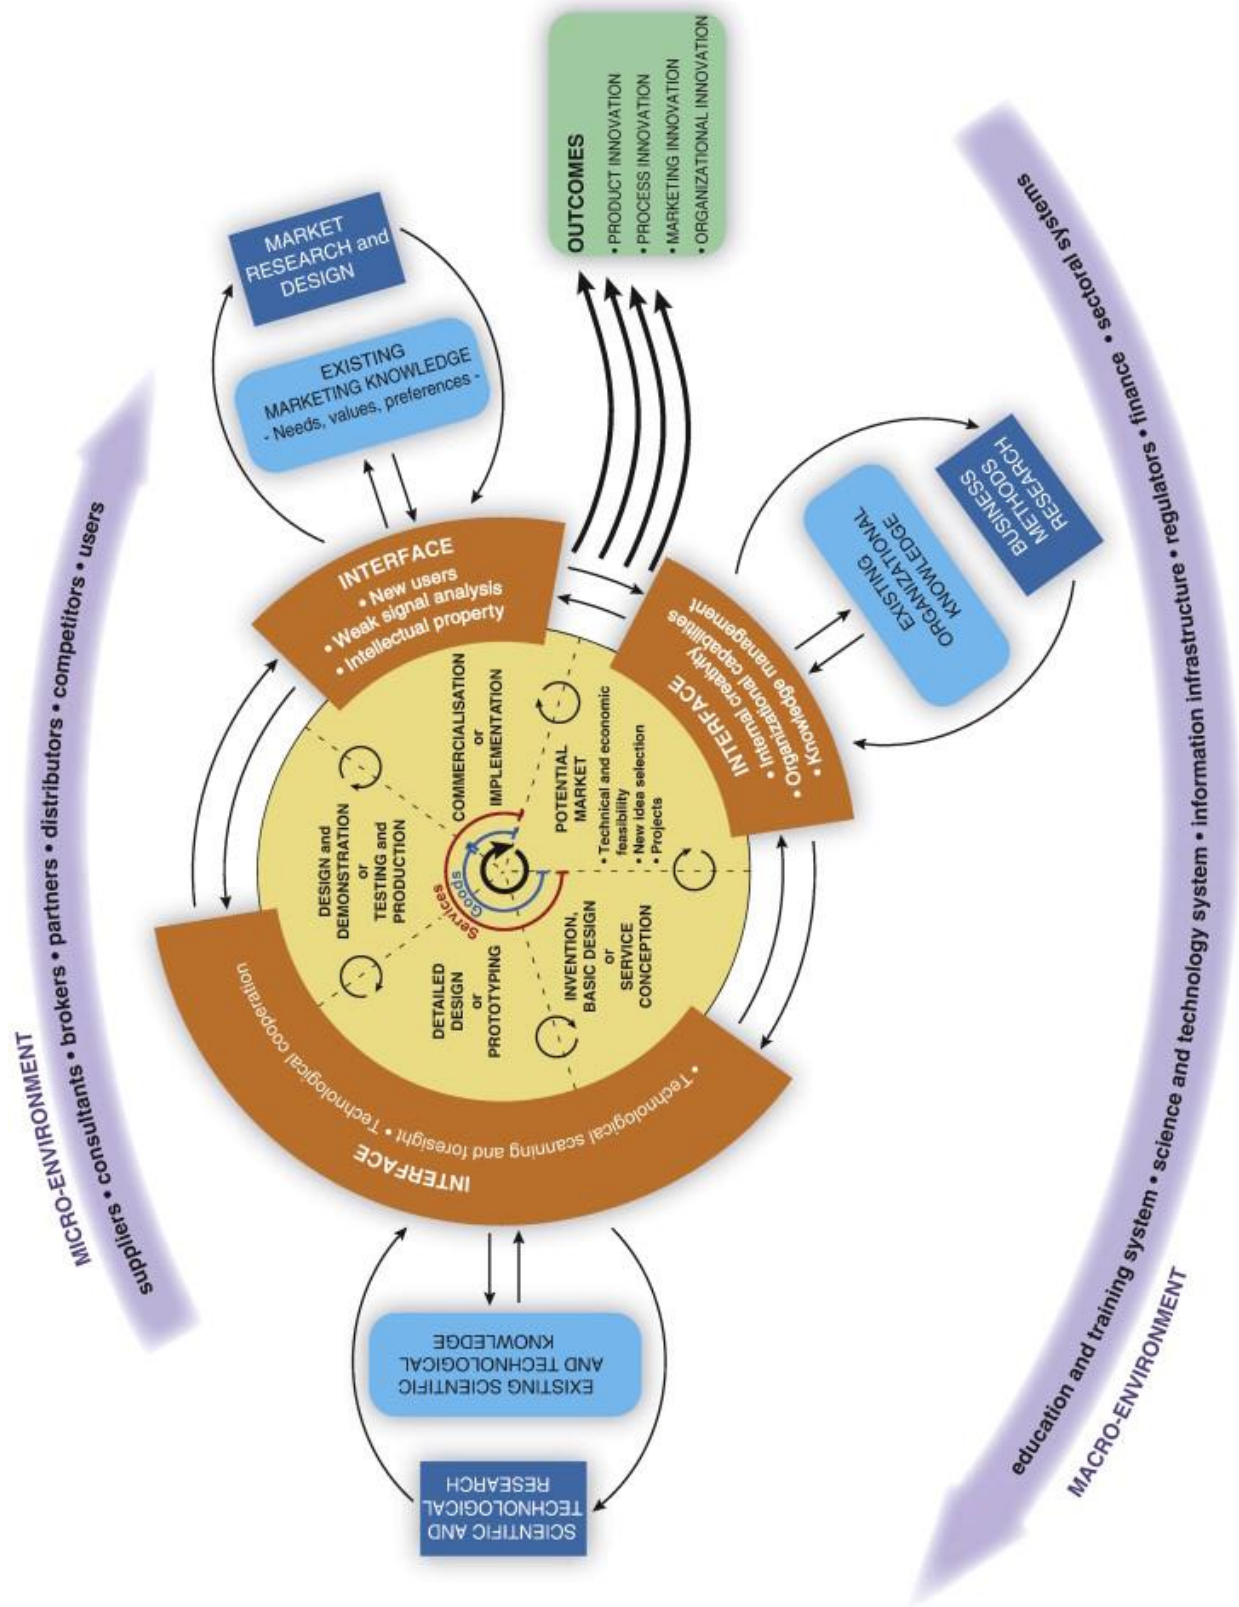 MICRO-ENVIRONMENT
suppliers • consultants • brokers • partners • distributors • competitors • users
SCIENTIFIC AND
TECHNOLOGICAL
RESEARCH
EXISTING SCIENTIFIC
AND TECHNOLOGICAL
KNOWLEDGE
INTERFACE
• Technological scanning and foresight • Technological cooperation
DESIGN and
DEMONSTRATION
or
TESTING and
PRODUCTION
DETAILED
DESIGN
or
PROTOTYPING
INVENTION,
BASIC DESIGN
or
SERVICE
CONCEPTION
Services
Goods
COMMERCIALISATION
or
IMPLEMENTATION
POTENTIAL
MARKET
• Technical and economic
feasibility
• New idea selection
• Projects
INTERFACE
• New users
• Weak signal analysis
• Intellectual property
EXISTING
MARKETING KNOWLEDGE
- Needs, values, preferences -
MARKET
RESEARCH and
DESIGN
INTERFACE
• Internal creativity
• Organizational capabilities
• Knowledge management
EXISTING
ORGANIZATIONAL
KNOWLEDGE
BUSINESS
METHODS
RESEARCH
OUTCOMES
• PRODUCT INNOVATION
• PROCESS INNOVATION
• MARKETING INNOVATION
• ORGANIZATIONAL INNOVATION
education and training system • science and technology system • information infrastructure • regulators • finance • sectoral systems
MACRO-ENVIRONMENT